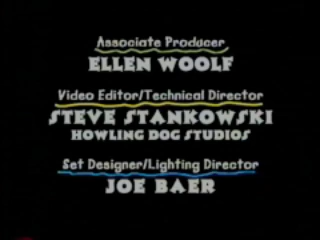 Associate Producer
ELLEN WOOLF
Video Editor/Technical Director
STEVE STANKOWSKI
HOWLING DOG STUDIOS
Set Designer/Lighting Director
JOE BAER